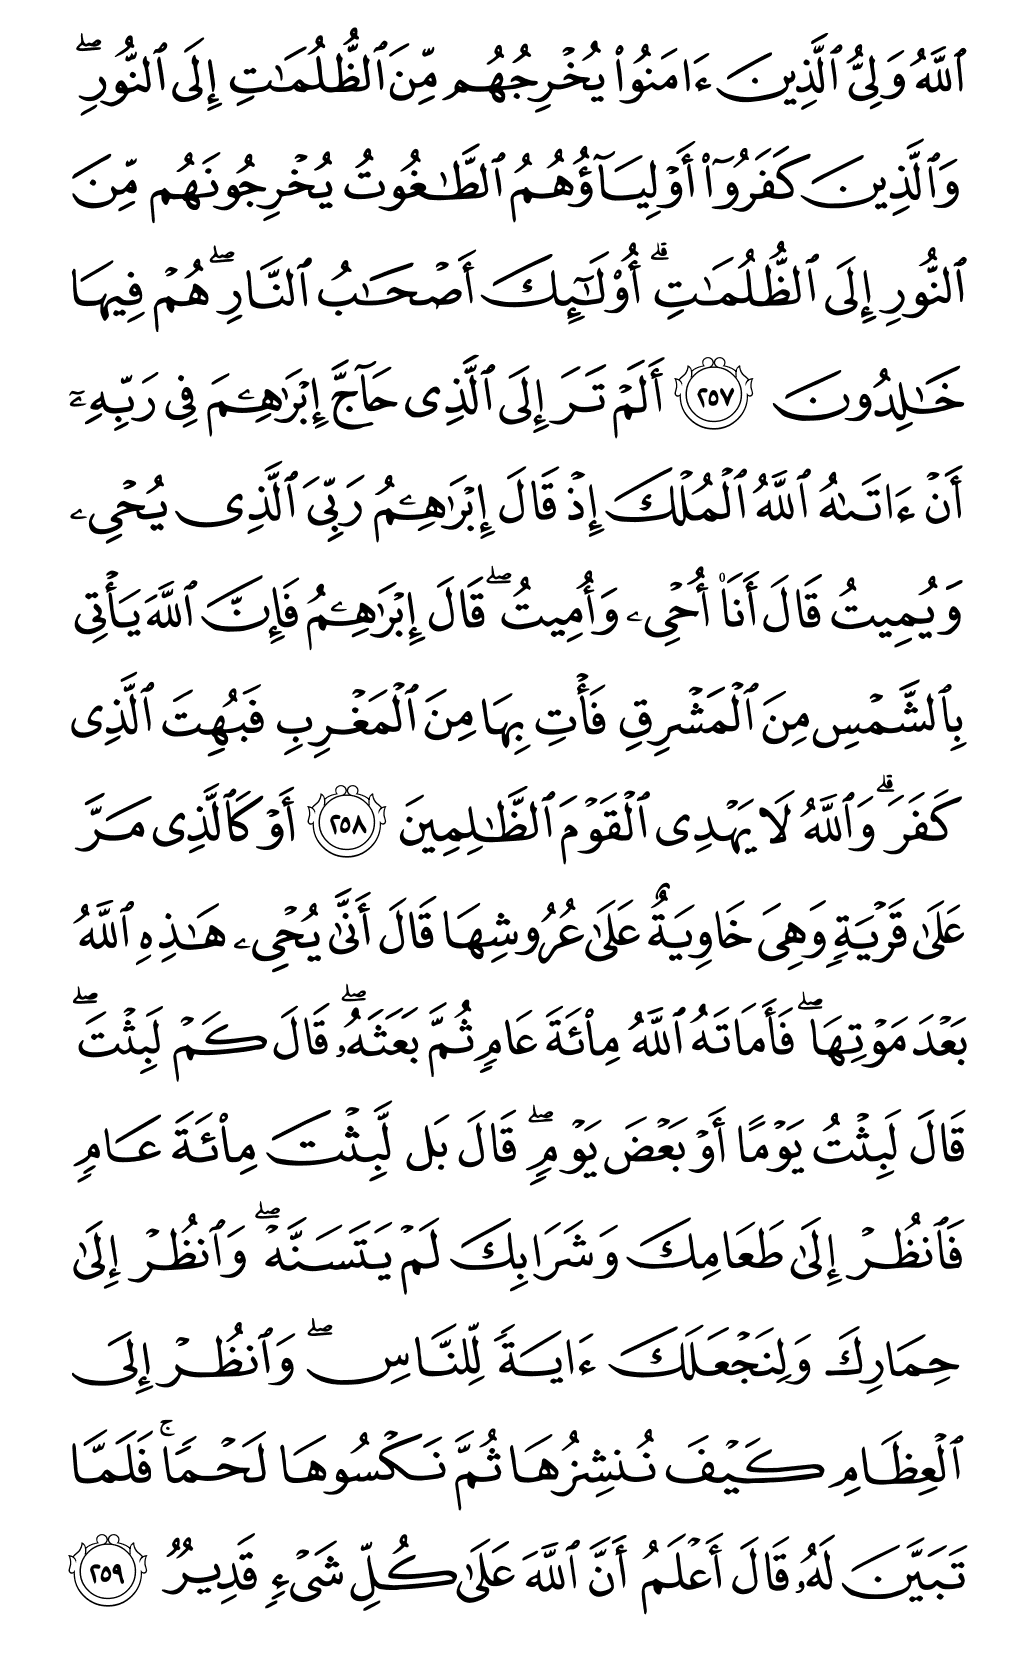 ٱللَّهُ وَلِىُّ ٱلَّذِينَ ءَامَنُوا۟ يُخْرِجُهُم مِّنَ ٱلظُّلُمَـٰتِ إِلَى ٱلنُّورِ ۖ
وَٱلَّذِينَ كَفَرُوٓا۟ أَوْلِيَآؤُهُمُ ٱلطَّـٰغُوتُ يُخْرِجُونَهُم مِّنَ
ٱلنُّورِ إِلَى ٱلظُّلُمَـٰتِ ۗ أُو۟لَـٰٓئِكَ أَصْحَـٰبُ ٱلنَّارِ ۖ هُمْ فِيهَا
خَـٰلِدُونَ ٢٥٧ أَلَمْ تَرَ إِلَى ٱلَّذِى حَآجَّ إِبْرَٰهِـۧمَ فِى رَبِّهِۦٓ
أَنْ ءَاتَىٰهُ ٱللَّهُ ٱلْمُلْكَ إِذْ قَالَ إِبْرَٰهِـۧمُ رَبِّىَ ٱلَّذِى يُحْىِۦ
وَيُمِيتُ قَالَ أَنَا۠ أُحْىِۦ وَأُمِيتُ ۖ قَالَ إِبْرَٰهِـۧمُ فَإِنَّ ٱللَّهَ يَأْتِى
بِٱلشَّمْسِ مِنَ ٱلْمَشْرِقِ فَأْتِ بِهَا مِنَ ٱلْمَغْرِبِ فَبُهِتَ ٱلَّذِى
كَفَرَ ۗ وَٱللَّهُ لَا يَهْدِى ٱلْقَوْمَ ٱلظَّـٰلِمِينَ ٢٥٨ أَوْ كَٱلَّذِى مَرَّ
عَلَىٰ قَرْيَةٍ وَهِىَ خَاوِيَةٌ عَلَىٰ عُرُوشِهَا قَالَ أَنَّىٰ يُحْىِۦ هَـٰذِهِ ٱللَّهُ
بَعْدَ مَوْتِهَا ۖ فَأَمَاتَهُ ٱللَّهُ مِا۟ئَةَ عَامٍ ثُمَّ بَعَثَهُۥ ۖ قَالَ كَمْ لَبِثْتَ ۖ
قَالَ لَبِثْتُ يَوْمًا أَوْ بَعْضَ يَوْمٍ ۖ قَالَ بَل لَّبِثْتَ مِا۟ئَةَ عَامٍ
فَٱنظُرْ إِلَىٰ طَعَامِكَ وَشَرَابِكَ لَمْ يَتَسَنَّهْ ۖ وَٱنظُرْ إِلَىٰ
حِمَارِكَ وَلِنَجْعَلَكَ ءَايَةً لِّلنَّاسِ ۖ وَٱنظُرْ إِلَى
ٱلْعِظَامِ كَيْفَ نُنشِزُهَا ثُمَّ نَكْسُوهَا لَحْمًا ۚ فَلَمَّا
تَبَيَّنَ لَهُۥ قَالَ أَعْلَمُ أَنَّ ٱللَّهَ عَلَىٰ كُلِّ شَىْءٍ قَدِيرٌ ٢٥٩